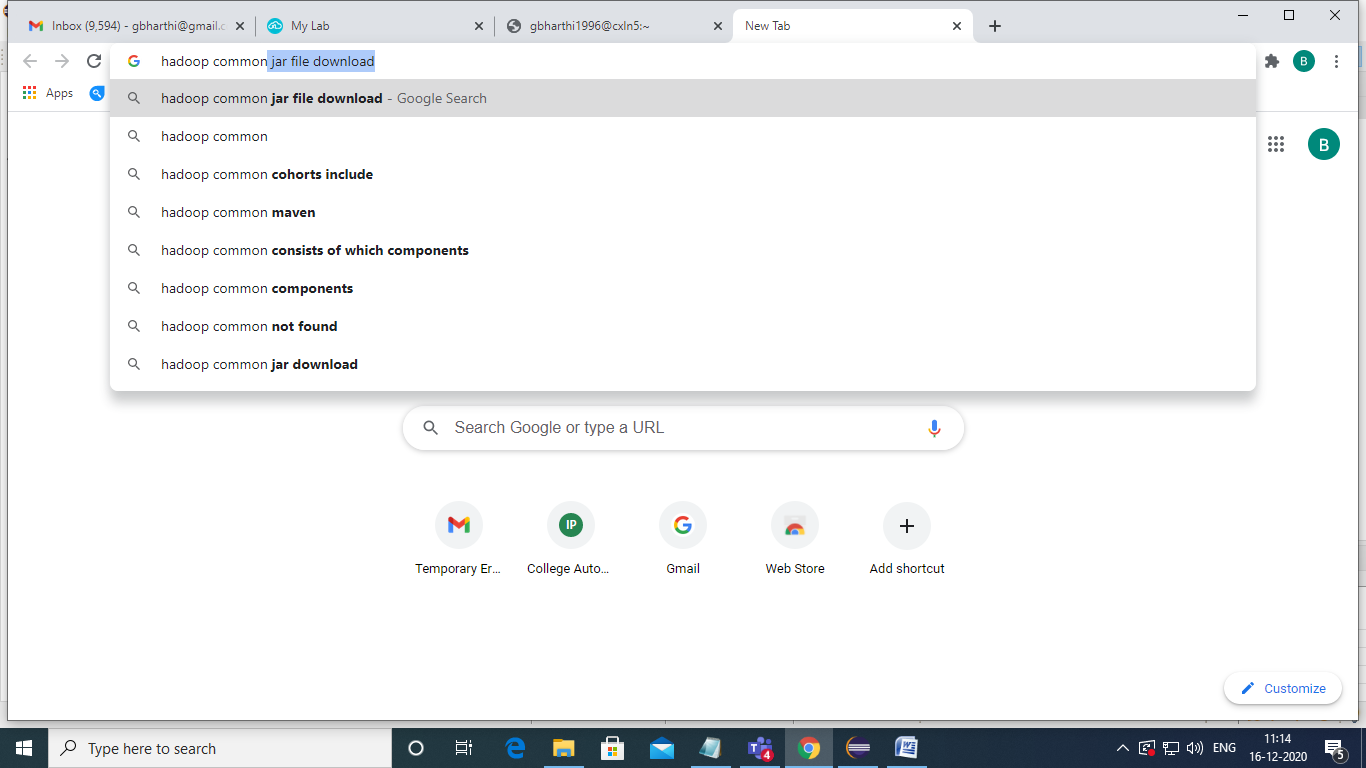 Inbox (9,594) - gbharthi@gmail.c
My Lab
gbharthi1996@cxln5:~
New Tab
hadoop common jar file download
B
Apps
hadoop common jar file download - Google Search
hadoop common
B
hadoop common cohorts include
hadoop common maven
hadoop common consists of which components
hadoop common components
hadoop common not found
hadoop common jar download
Search Google or type a URL
IP
Temporary Er...
College Auto...
Gmail
Web Store
Add shortcut
Customize
Type here to search
4
ENG
11:14
16-12-2020
5